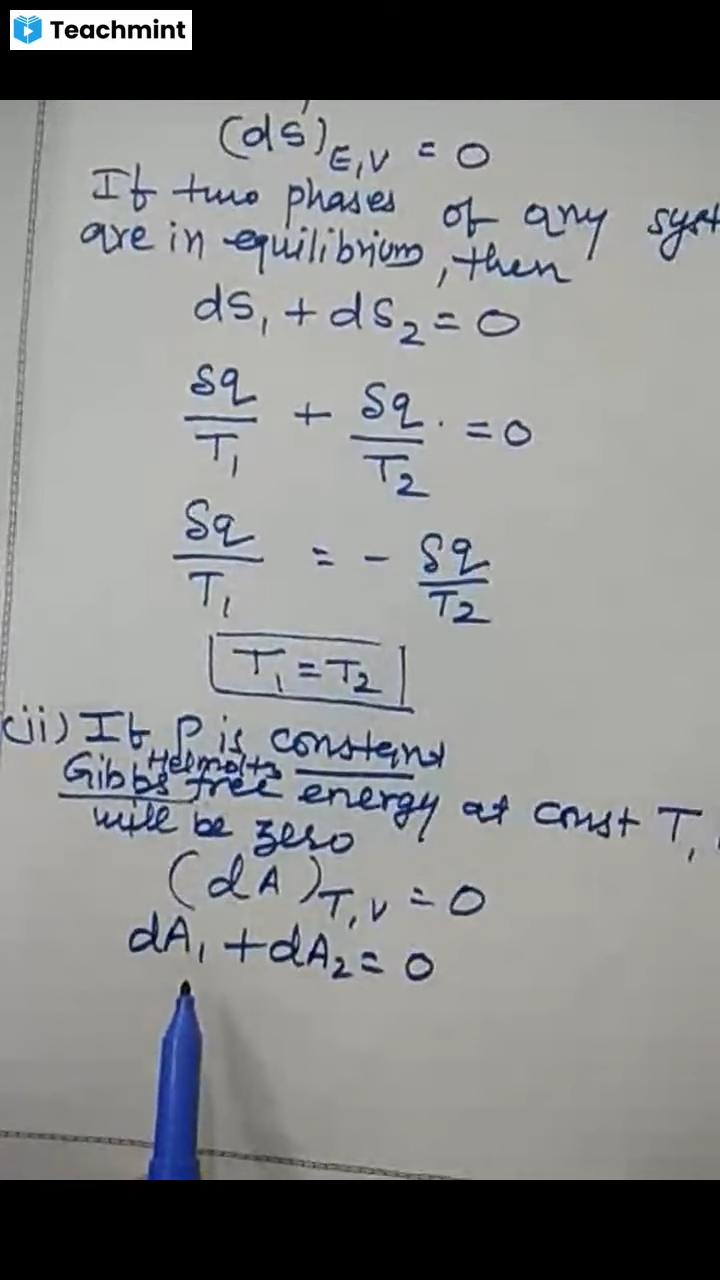 Teachmint
(dS)E,V = 0
If two phases of any syst
are in equilibrium, then
dS1 + dS2 = 0
δq/T1 + δq/T2 = 0
δq/T1 = - δq/T2
T1 = T2
(ii) If P is constant
Helmoltz
Gibbs free energy at const T,
will be zero
(dA)T,V = 0
dA1 + dA2 = 0